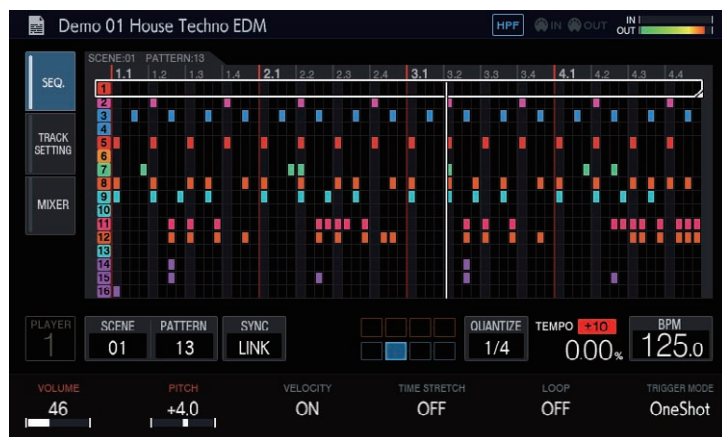 Demo 01 House Techno EDM
HPF IN OUT IN
OUT
SCENE:01 PATTERN:13
1.1 1.2 1.3 1.4 2.1 2.2 2.3 2.4 3.1 3.2 3.3 3.4 4.1 4.2 4.3 4.4
SEQ.
TRACK
SETTING
MIXER
1
2
3
4
5
6
7
8
9
10
11
12
13
14
15
16
PLAYER
1
SCENE PATTERN SYNC
01 13 LINK
QUANTIZE
1/4
TEMPO +10
0.00%
BPM
125.0
VOLUME PITCH VELOCITY TIME STRETCH LOOP TRIGGER MODE
46 +4.0 ON OFF OFF OneShot